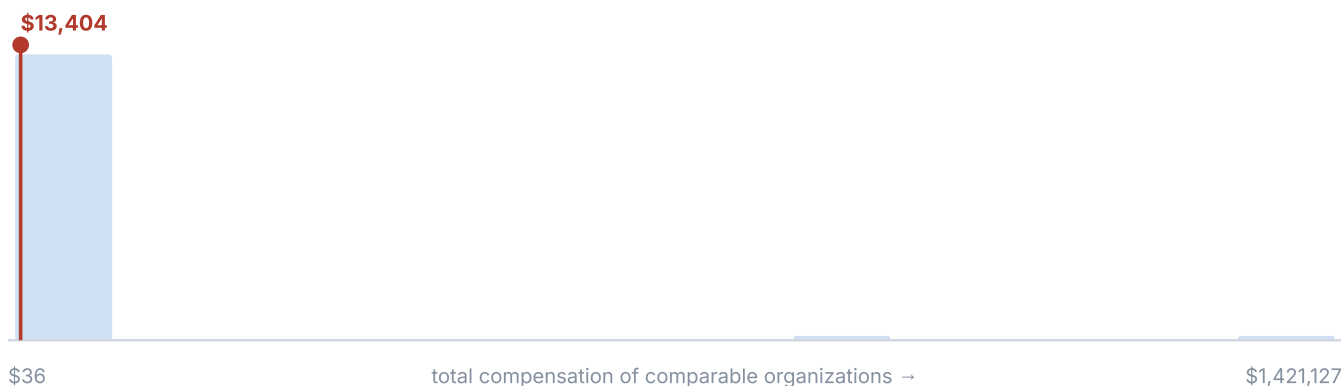 $13,404
$36
total compensation of comparable organizations →
$1,421,127